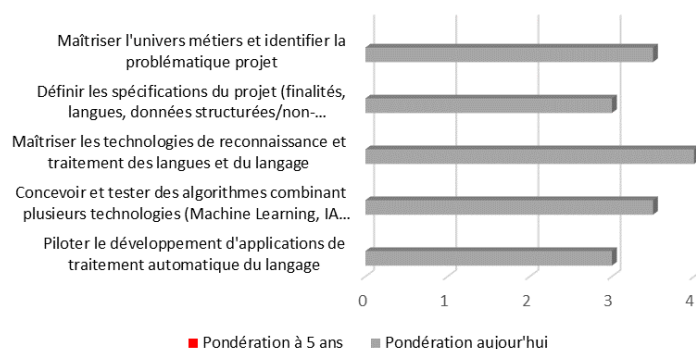 Maîtriser l'univers métiers et identifier la
problématique projet
Définir les spécifications du projet (finalités,
langues, données structurées/non-...
Maîtriser les technologies de reconnaissance et
traitement des langues et du langage
Concevoir et tester des algorithmes combinant
plusieurs technologies (Machine Learning, IA...
Piloter le développement d'applications de
traitement automatique du langage
0 1 2 3 4
Pondération à 5 ans Pondération aujourd'hui